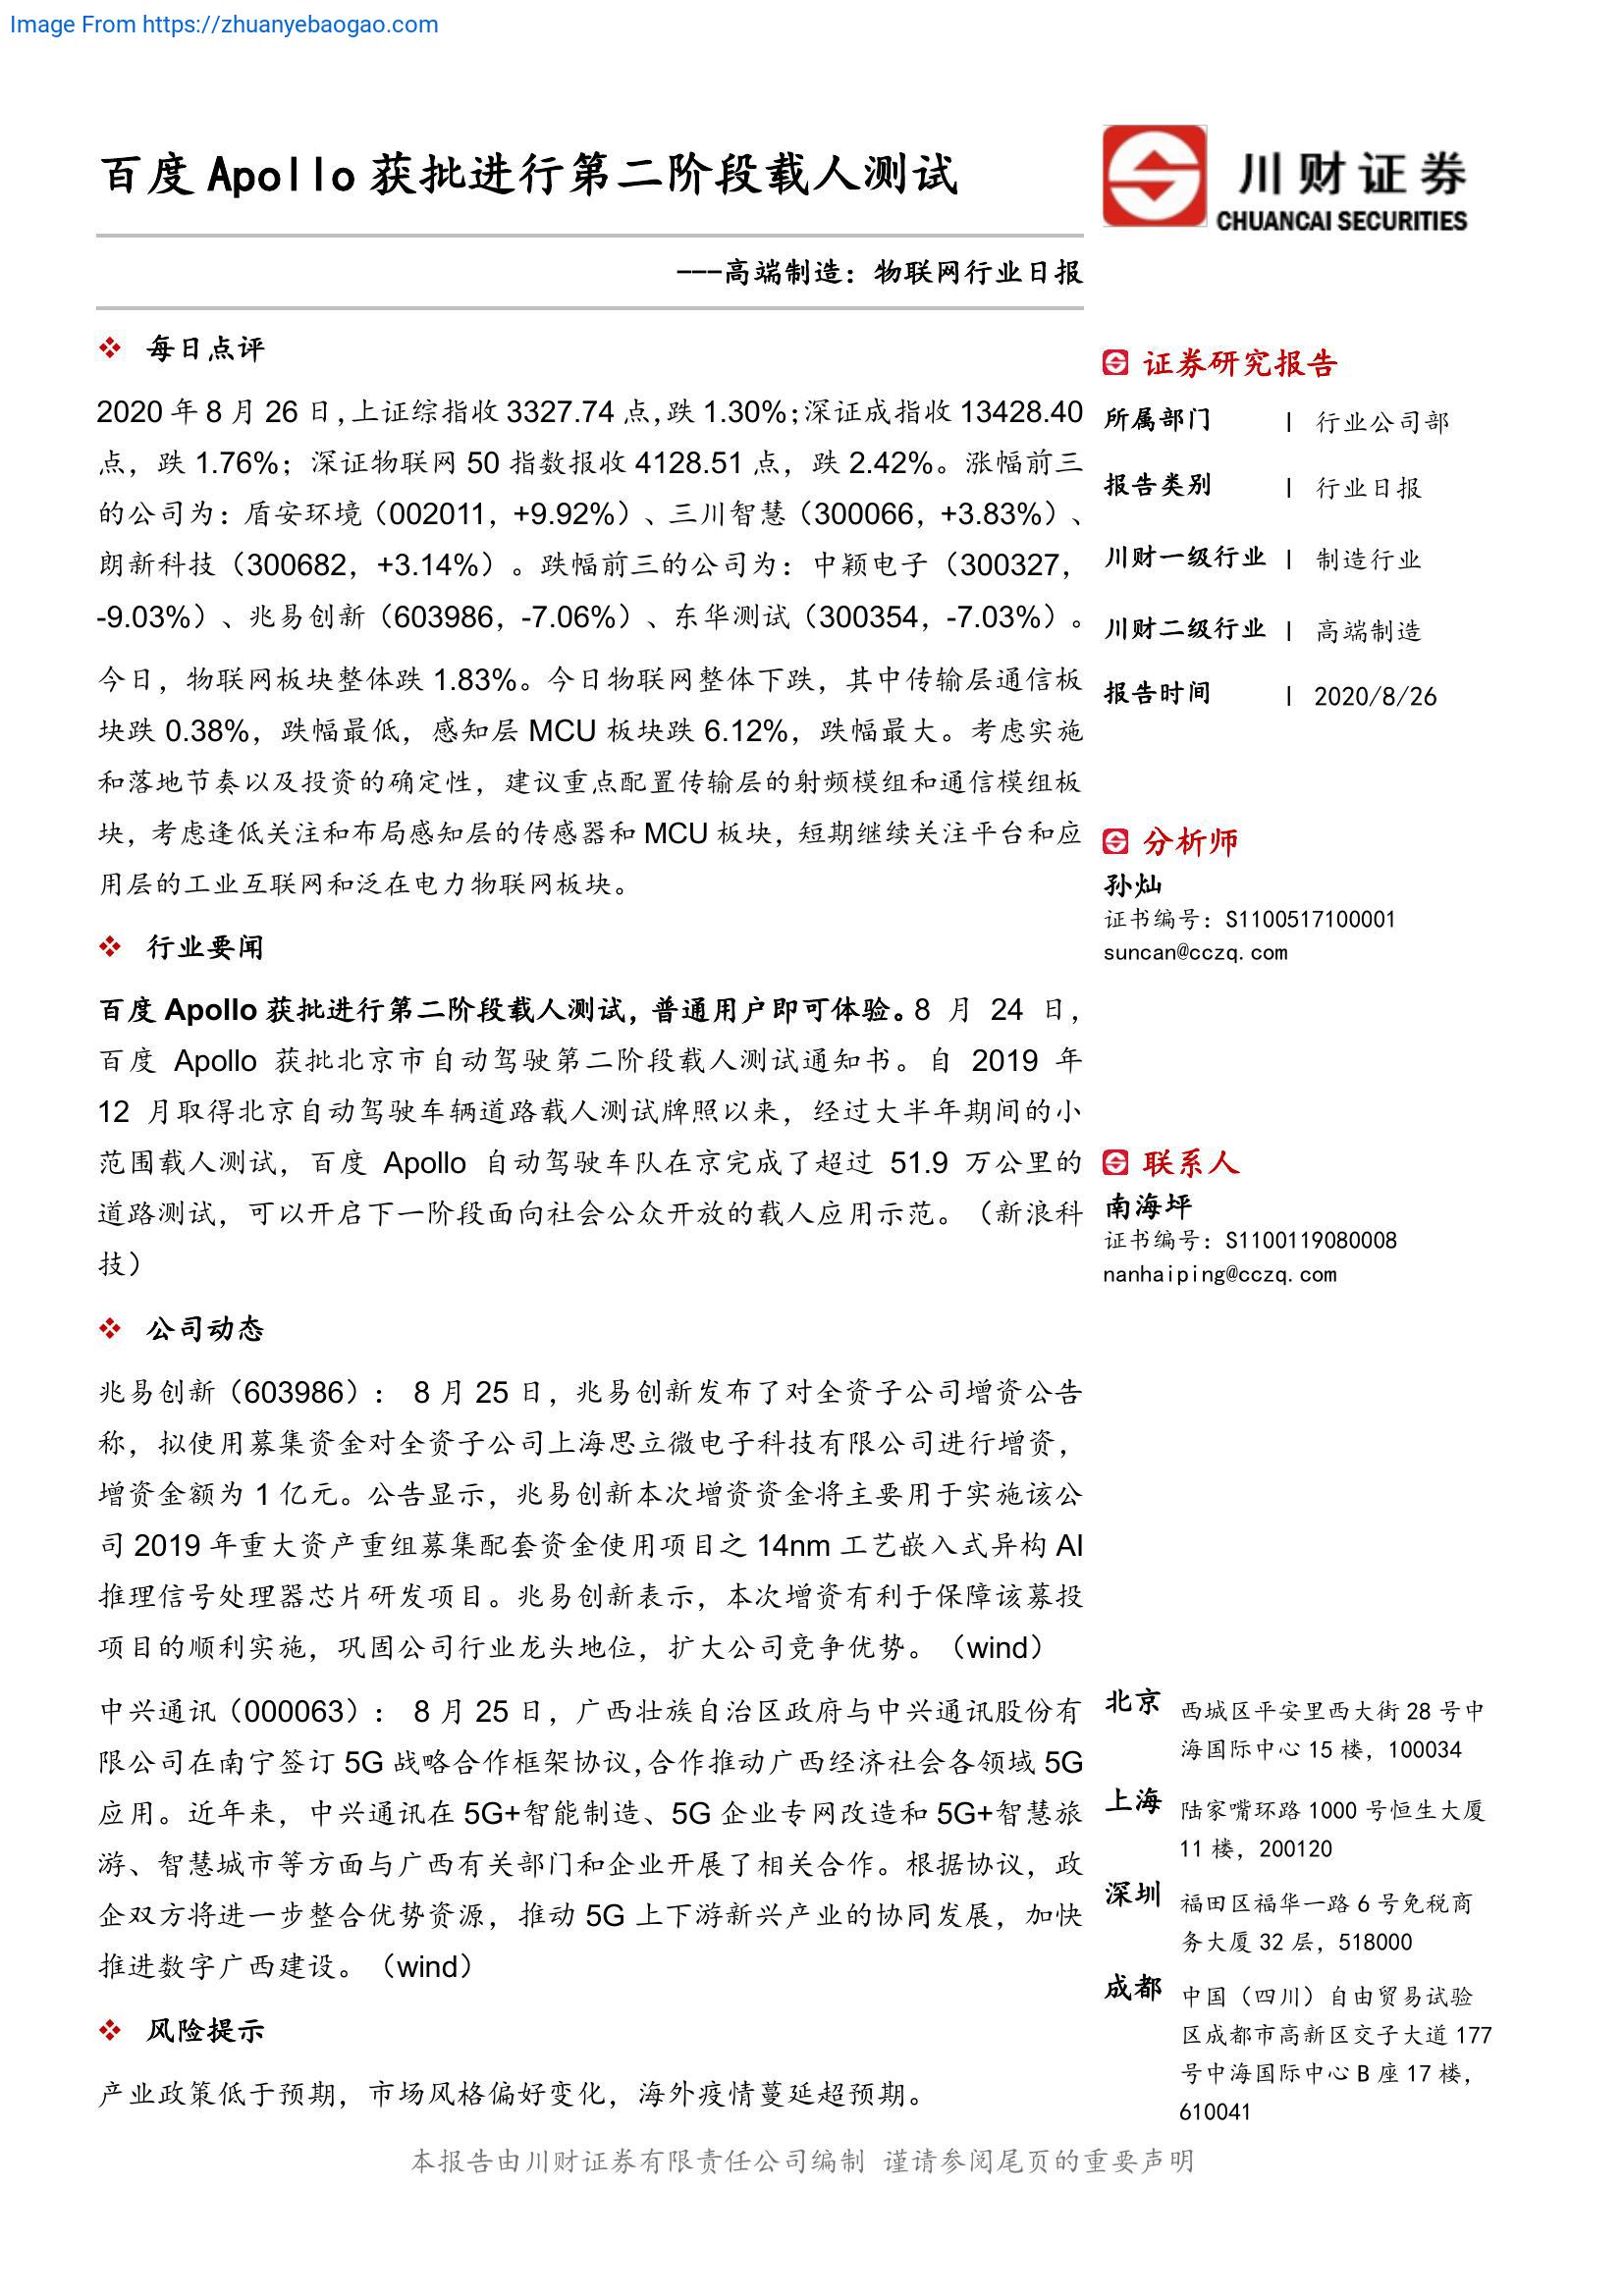 Image From https://zhuanyebaogao.com
百度 Apollo 获批进行第二阶段载人测试
川财证券
CHUANCAI SECURITIES
---高端制造：物联网行业日报
❖ 每日点评
2020 年 8 月 26 日，上证综指收 3327.74 点，跌 1.30%；深证成指收 13428.40
点，跌 1.76%；深证物联网 50 指数报收 4128.51 点，跌 2.42%。涨幅前三
的公司为：盾安环境（002011，+9.92%）、三川智慧（300066，+3.83%）、
朗新科技（300682，+3.14%）。跌幅前三的公司为：中颖电子（300327，
-9.03%）、兆易创新（603986，-7.06%）、东华测试（300354，-7.03%）。
今日，物联网板块整体跌 1.83%。今日物联网整体下跌，其中传输层通信板
块跌 0.38%，跌幅最低，感知层 MCU 板块跌 6.12%，跌幅最大。考虑实施
和落地节奏以及投资的确定性，建议重点配置传输层的射频模组和通信模组板
块，考虑逢低关注和布局感知层的传感器和 MCU 板块，短期继续关注平台和应
用层的工业互联网和泛在电力物联网板块。
❖ 行业要闻
百度 Apollo 获批进行第二阶段载人测试，普通用户即可体验。8 月 24 日，
百度 Apollo 获批北京市自动驾驶第二阶段载人测试通知书。自 2019 年
12 月取得北京自动驾驶车辆道路载人测试牌照以来，经过大半年期间的小
范围载人测试，百度 Apollo 自动驾驶车队在京完成了超过 51.9 万公里的
道路测试，可以开启下一阶段面向社会公众开放的载人应用示范。（新浪科
技）
❖ 公司动态
兆易创新（603986）： 8 月 25 日，兆易创新发布了对全资子公司增资公告
称，拟使用募集资金对全资子公司上海思立微电子科技有限公司进行增资，
增资金额为 1 亿元。公告显示，兆易创新本次增资资金将主要用于实施该公
司 2019 年重大资产重组募集配套资金使用项目之 14nm 工艺嵌入式异构 AI
推理信号处理器芯片研发项目。兆易创新表示，本次增资有利于保障该募投
项目的顺利实施，巩固公司行业龙头地位，扩大公司竞争优势。（wind）
中兴通讯（000063）： 8 月 25 日，广西壮族自治区政府与中兴通讯股份有
限公司在南宁签订 5G 战略合作框架协议，合作推动广西经济社会各领域 5G
应用。近年来，中兴通讯在 5G+智能制造、5G 企业专网改造和 5G+智慧旅
游、智慧城市等方面与广西有关部门和企业开展了相关合作。根据协议，政
企双方将进一步整合优势资源，推动 5G 上下游新兴产业的协同发展，加快
推进数字广西建设。（wind）
❖ 风险提示
产业政策低于预期，市场风格偏好变化，海外疫情蔓延超预期。
证券研究报告
所属部门 | 行业公司部
报告类别 | 行业日报
川财一级行业 | 制造行业
川财二级行业 | 高端制造
报告时间 | 2020/8/26
分析师
孙灿
证书编号：S1100517100001
suncan@cczq.com
联系人
南海坪
证书编号：S1100119080008
nanhaiping@cczq.com
北京 西城区平安里西大街 28 号中
海国际中心 15 楼，100034
上海 陆家嘴环路 1000 号恒生大厦
11 楼，200120
深圳 福田区福华一路 6 号免税商
务大厦 32 层，518000
成都 中国（四川）自由贸易试验
区成都市高新区交子大道 177
号中海国际中心 B 座 17 楼，
610041
本报告由川财证券有限责任公司编制 谨请参阅尾页的重要声明